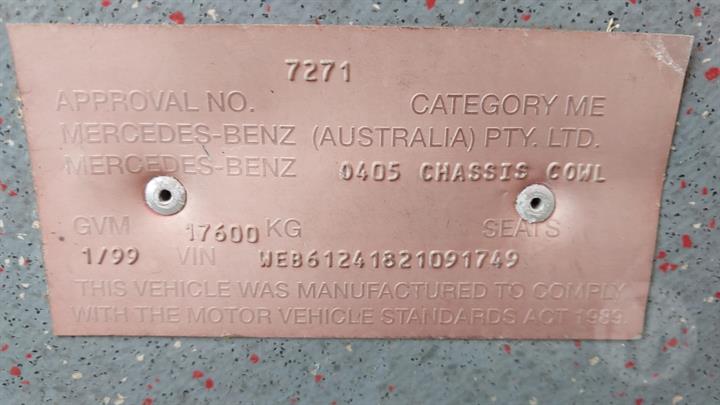 7271
APPROVAL NO. CATEGORY ME
MERCEDES-BENZ (AUSTRALIA) PTY. LTD.
MERCEDES-BENZ 0405 CHASSIS COWL
GVM 17600 KG SEATS
1/99 VIN WEB61241821091749
THIS VEHICLE WAS MANUFACTURED TO COMPLY
WITH THE MOTOR VEHICLE STANDARDS ACT 1989.